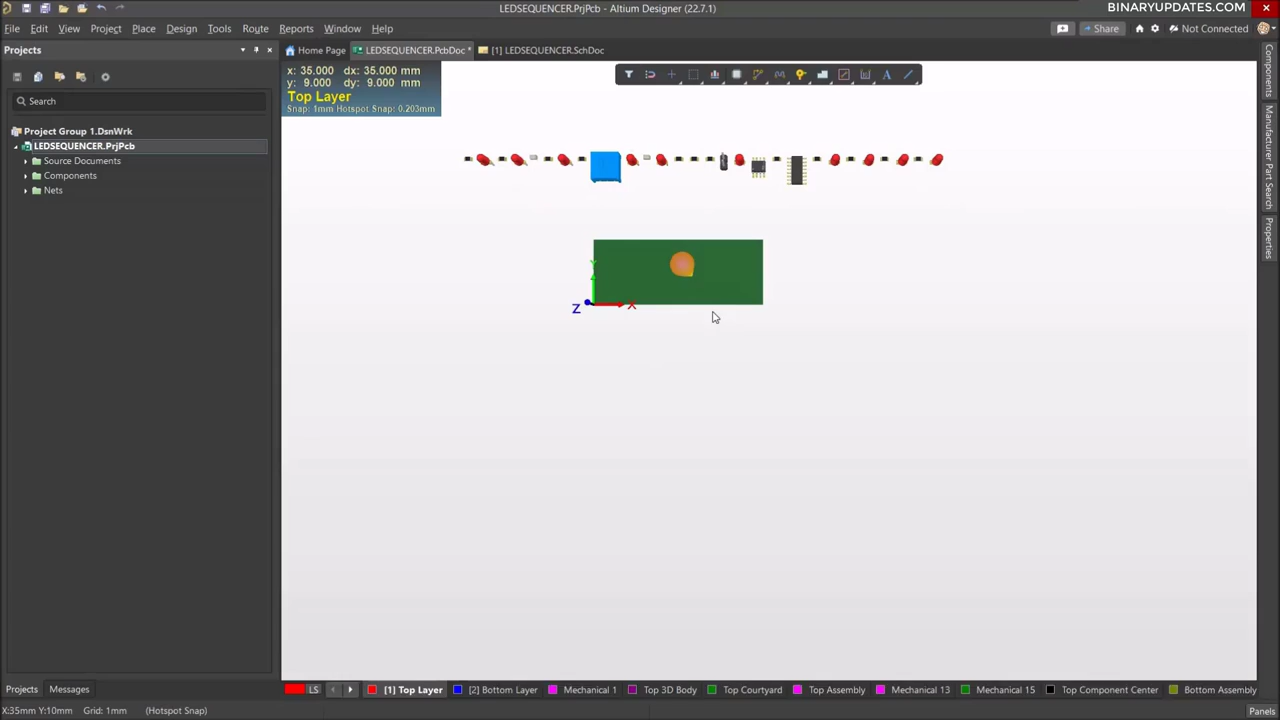 LEDSEQUENCER.PrjPcb - Altium Designer (22.7.1)
BINARYUPDATES.COM
File Edit View Project Place Design Tools Route Reports Window Help
Share
Not Connected
Projects
Home Page
LEDSEQUENCER.PcbDoc *
[1] LEDSEQUENCER.SchDoc
Search
Project Group 1.DsnWrk
LEDSEQUENCER.PrjPcb
Source Documents
Components
Nets
x: 35.000 dx: 35.000 mm
y: 9.000 dy: 9.000 mm
Top Layer
Snap: 1mm Hotspot Snap: 0.203mm
Y
Z
X
Components
Manufacturer Part Search
Properties
Projects
Messages
LS
[1] Top Layer
[2] Bottom Layer
Mechanical 1
Top 3D Body
Top Courtyard
Top Assembly
Mechanical 13
Mechanical 15
Top Component Center
Bottom Assembly
X:35mm Y:10mm Grid: 1mm (Hotspot Snap)
Panels